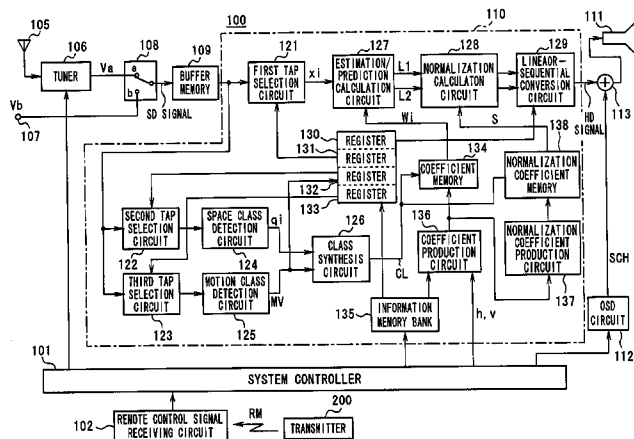 100
110
105
111
TUNER
106
Va
108
a
b
BUFFER
MEMORY
109
SD SIGNAL
Vb
107
121
FIRST TAP
SELECTION
CIRCUIT
xi
127
ESTIMATION/
PREDICTION
CALCULATION
CIRCUIT
L1
L2
128
NORMALIZATION
CALCULATON
CIRCUIT
129
LINEAOR-
SEQUENTIAL
CONVERSION
CIRCUIT
HD
SIGNAL
113
Wi
S
130
REGISTER
131
REGISTER
132
REGISTER
133
REGISTER
134
COEFFICIENT
MEMORY
138
NORMALIZATION
COEFFICIENT
MEMORY
SECOND TAP
SELECTION
CIRCUIT
122
SPACE CLASS
DETECTION
CIRCUIT
124
qi
126
CLASS
SYNTHESIS
CIRCUIT
CL
136
COEFFICIENT
PRODUCTION
CIRCUIT
NORMALIZATION
COEFFICIENT
PRODUCTION
CIRCUIT
137
SCH
THIRD TAP
SELECTION
CIRCUIT
123
MOTION CLASS
DETECTION
CIRCUIT
125
MV
135
INFORMATION
MEMORY BANK
h, v
OSD
CIRCUIT
112
101
SYSTEM CONTROLLER
102
REMOTE CONTROL SIGNAL
RECEIVING CIRCUIT
RM
200
TRANSMITTER